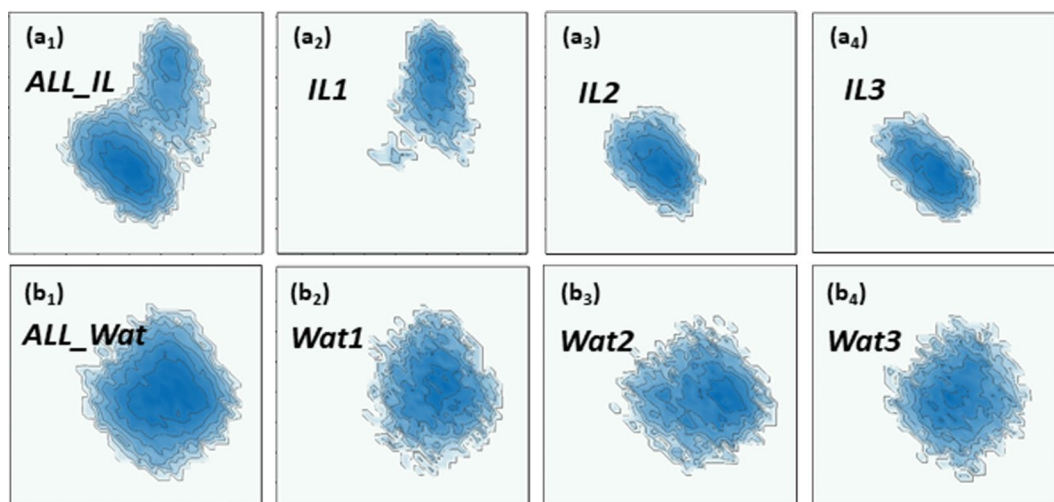 (a₁)
ALL_IL
(a₂)
IL1
(a₃)
IL2
(a₄)
IL3
(b₁)
ALL_Wat
(b₂)
Wat1
(b₃)
Wat2
(b₄)
Wat3